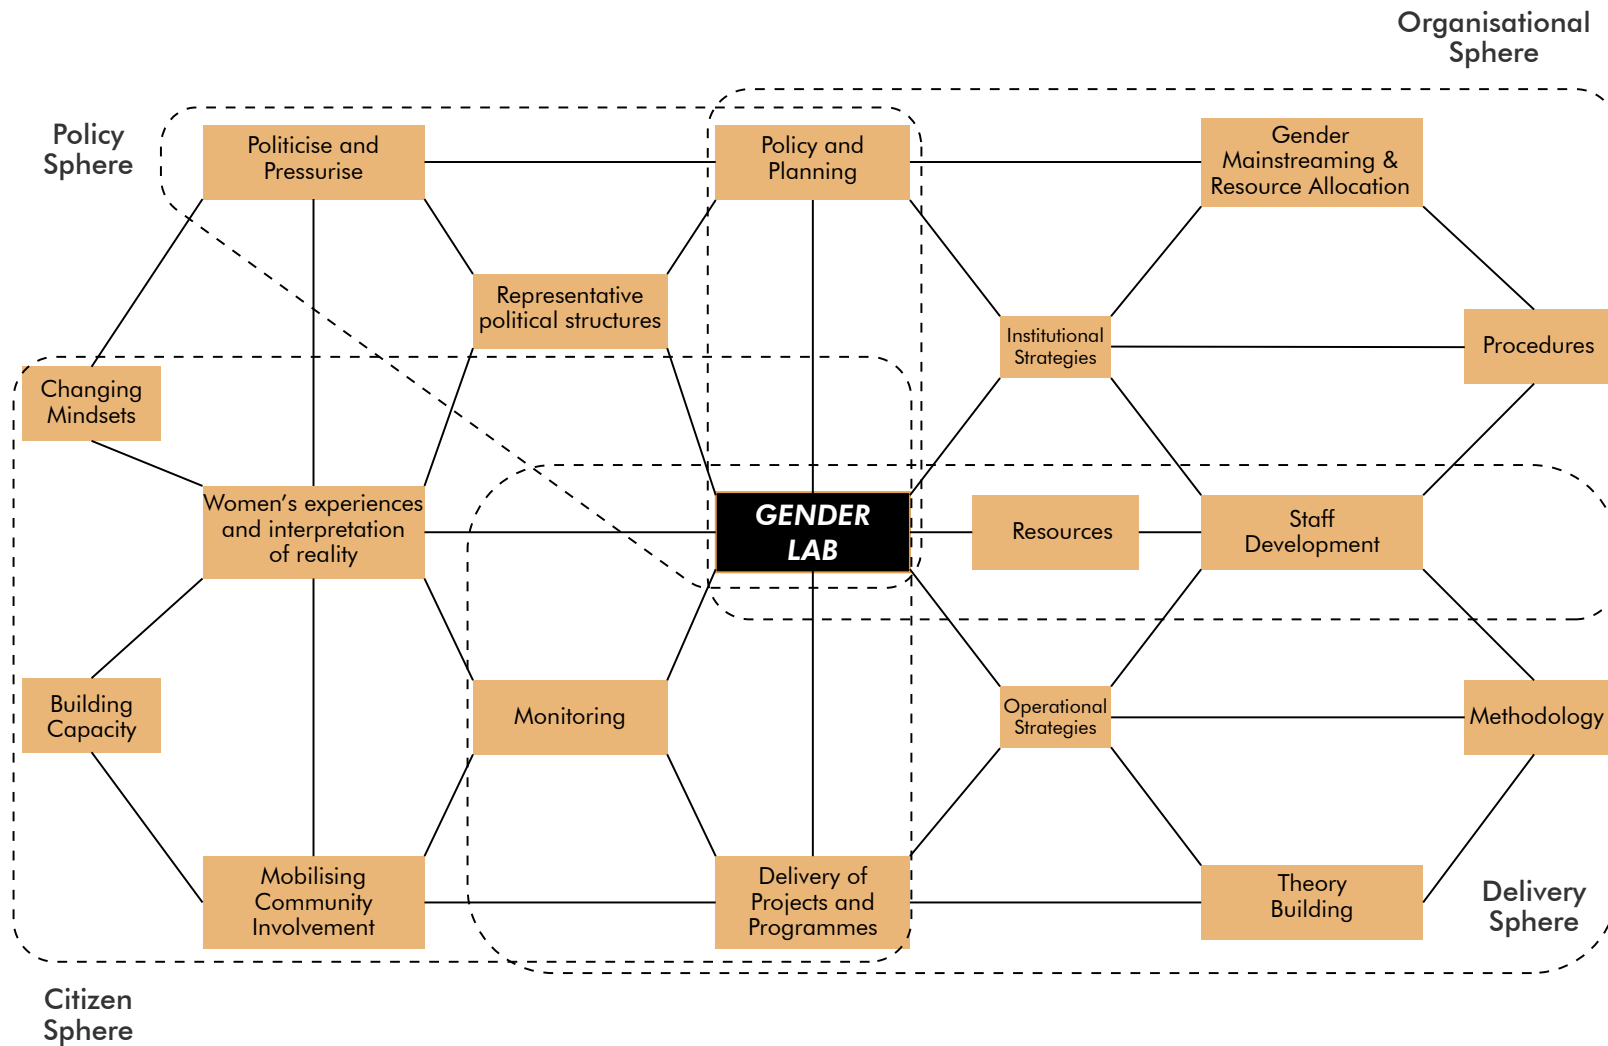 Organisational
Sphere
Policy
Sphere
Politicise and
Pressurise
Policy and
Planning
Gender
Mainstreaming &
Resource Allocation
Representative
political structures
Institutional
Strategies
Procedures
Changing
Mindsets
Women’s experiences
and interpretation
of reality
GENDER
LAB
Resources
Staff
Development
Building
Capacity
Monitoring
Operational
Strategies
Methodology
Mobilising
Community
Involvement
Delivery of
Projects and
Programmes
Theory
Building
Delivery
Sphere
Citizen
Sphere